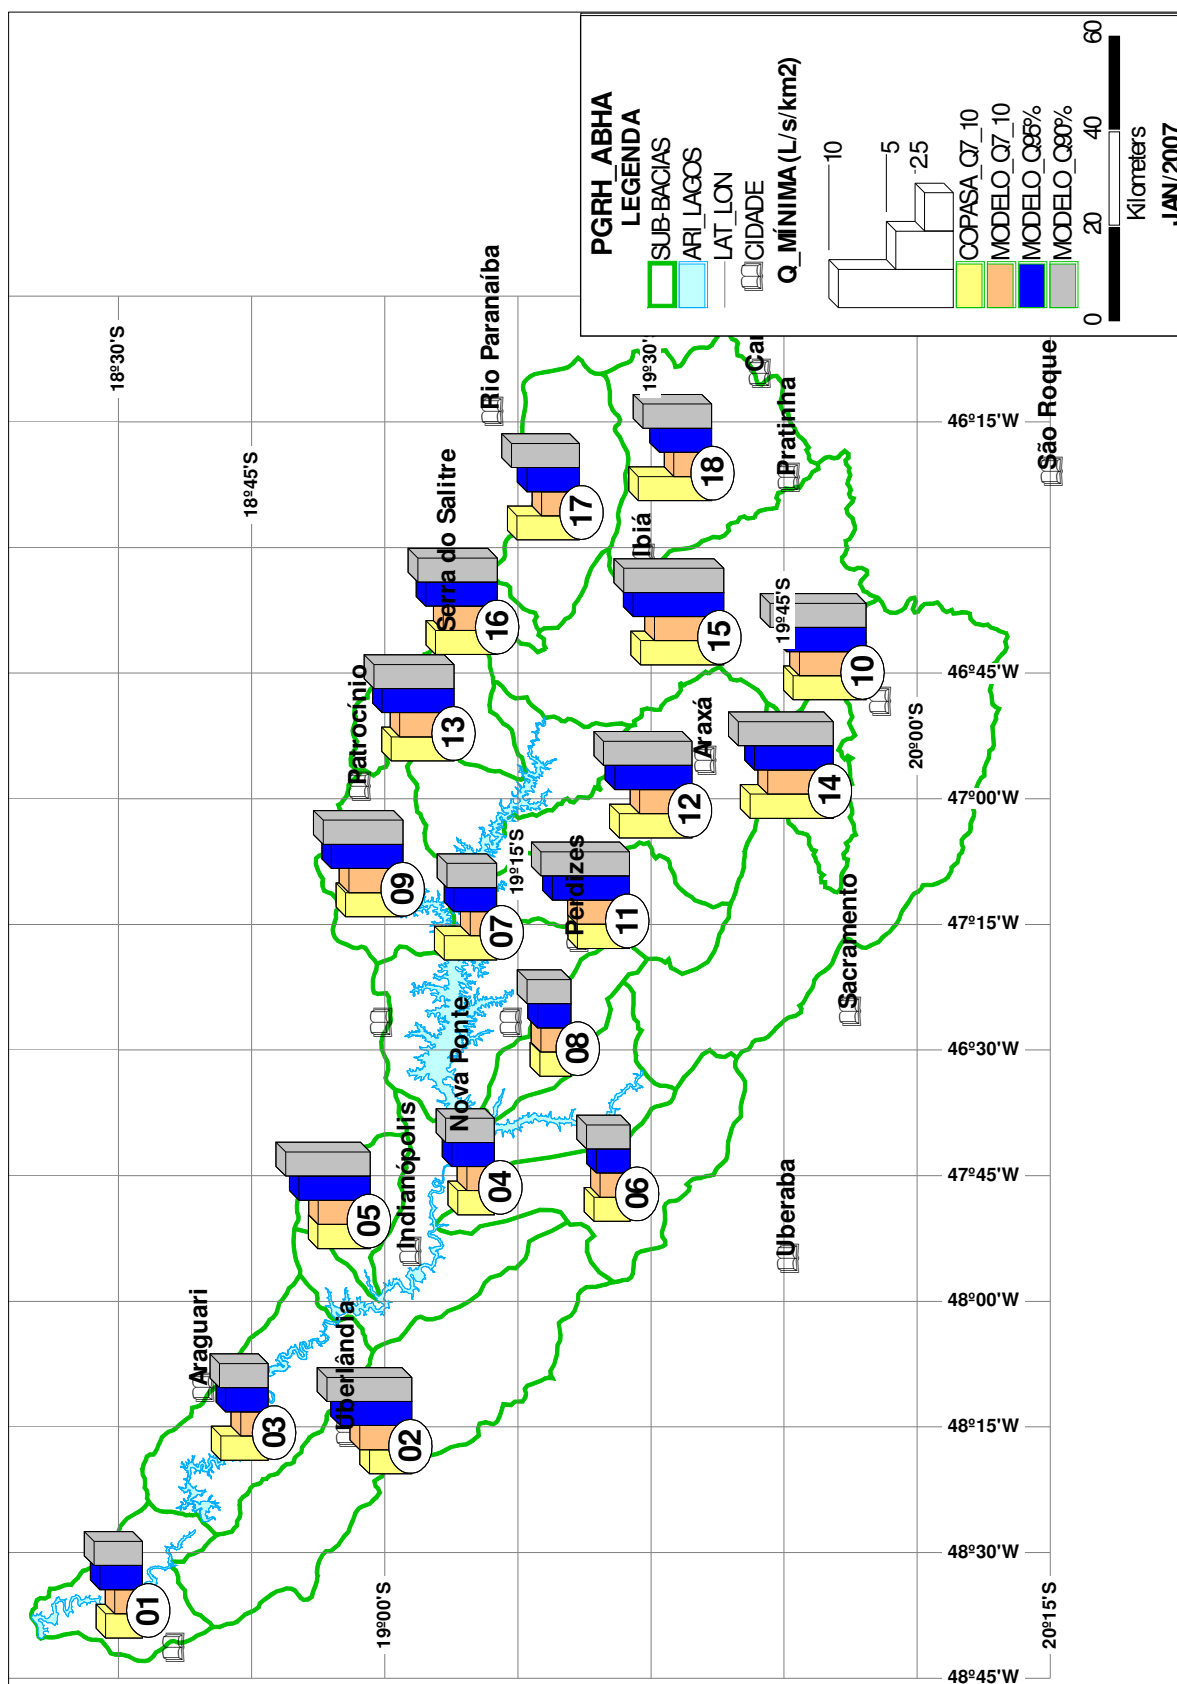 PGRH_ABHA
LEGENDA
SUB-BACIAS
ARI_LAGOS
LAT_LON
CIDADE
Q_MÍNIMA (L/s/km2)
10
5
2.5
COPASA_Q7_10
MODELO_Q7_10
MODELO_Q95%
MODELO_Q90%
0 20 40 60
Kilometers
JAN/2007
18º30'S
18º45'S
19º00'S
19º15'S
19º30'
19º45'S
20º00'S
20º15'S
48º45'W
48º30'W
48º15'W
48º00'W
47º45'W
46º30'W
47º15'W
47º00'W
46º45'W
46º15'W
Araguari
Uberlândia
Indianópolis
Nova Ponte
Uberaba
Perdizes
Sacramento
Patrocínio
Araxá
Serra do Salitre
Ibiá
Rio Paranaíba
Pratinha
São Roque
01
02
03
04
05
06
07
08
09
10
11
12
13
14
15
16
17
18